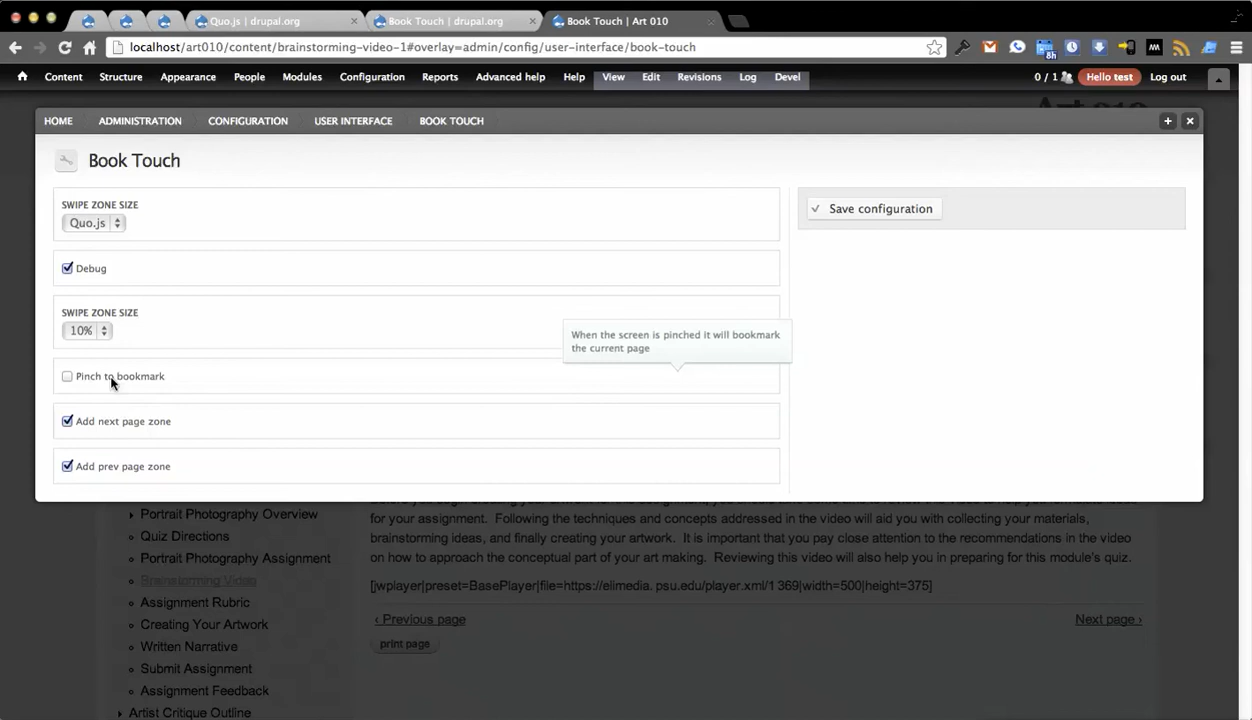 Quo.js | drupal.org
Book Touch | drupal.org
Book Touch | Art 010
localhost/art010/content/brainstorming-video-1#overlay=admin/config/user-interface/book-touch
8h
Content Structure Appearance People Modules Configuration Reports Advanced help Help View Edit Revisions Log Devel 0 / 1 Hello test Log out
HOME ADMINISTRATION CONFIGURATION USER INTERFACE BOOK TOUCH
Book Touch
SWIPE ZONE SIZE
Quo.js
Save configuration
Debug
SWIPE ZONE SIZE
10%
When the screen is pinched it will bookmark
the current page
Pinch to bookmark
Add next page zone
Add prev page zone
Portrait Photography Overview
Quiz Directions
Portrait Photography Assignment
Brainstorming Video
Assignment Rubric
Creating Your Artwork
Written Narrative
Submit Assignment
Assignment Feedback
Artist Critique Outline
for your assignment. Following the techniques and concepts addressed in the video will aid you with collecting your materials,
brainstorming ideas, and finally creating your artwork. It is important that you pay close attention to the recommendations in the video
on how to approach the conceptual part of your art making. Reviewing this video will also help you in preparing for this module's quiz.
[jwplayer|preset=BasePlayer|file=https://elimedia.psu.edu/player.xml/1369|width=500|height=375]
‹ Previous page Next page ›
print page